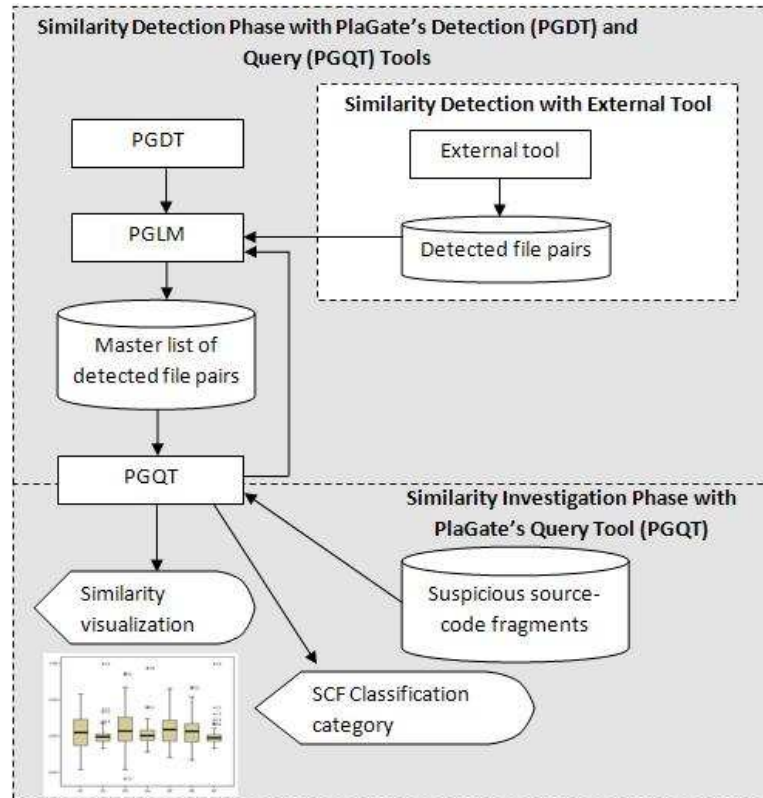 Similarity Detection Phase with PlaGate's Detection (PGDT) and
Query (PGQT) Tools
Similarity Detection with External Tool
PGDT
External tool
PGLM
Detected file pairs
Master list of
detected file pairs
PGQT
Similarity Investigation Phase with
PlaGate's Query Tool (PGQT)
Similarity
visualization
Suspicious source-
code fragments
SCF Classification
category